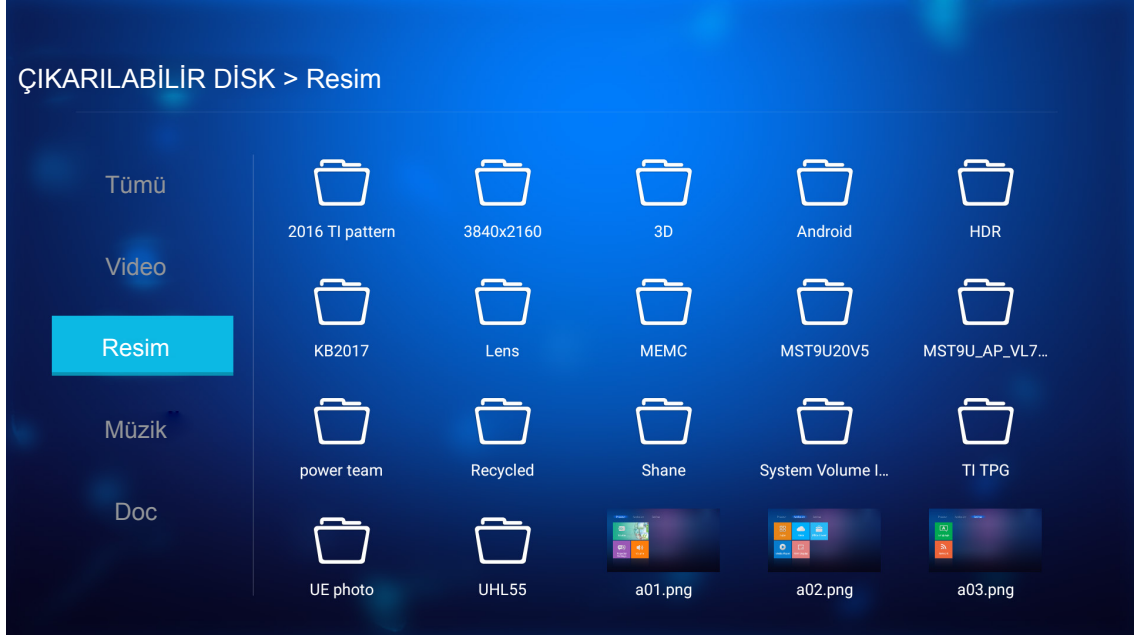 ÇIKARILABİLİR DİSK > Resim
Tümü
Video
Resim
Müzik
Doc
2016 TI pattern
3840x2160
3D
Android
HDR
KB2017
Lens
MEMC
MST9U20V5
MST9U_AP_VL7...
power team
Recycled
Shane
System Volume I...
TI TPG
UE photo
UHL55
a01.png
a02.png
a03.png